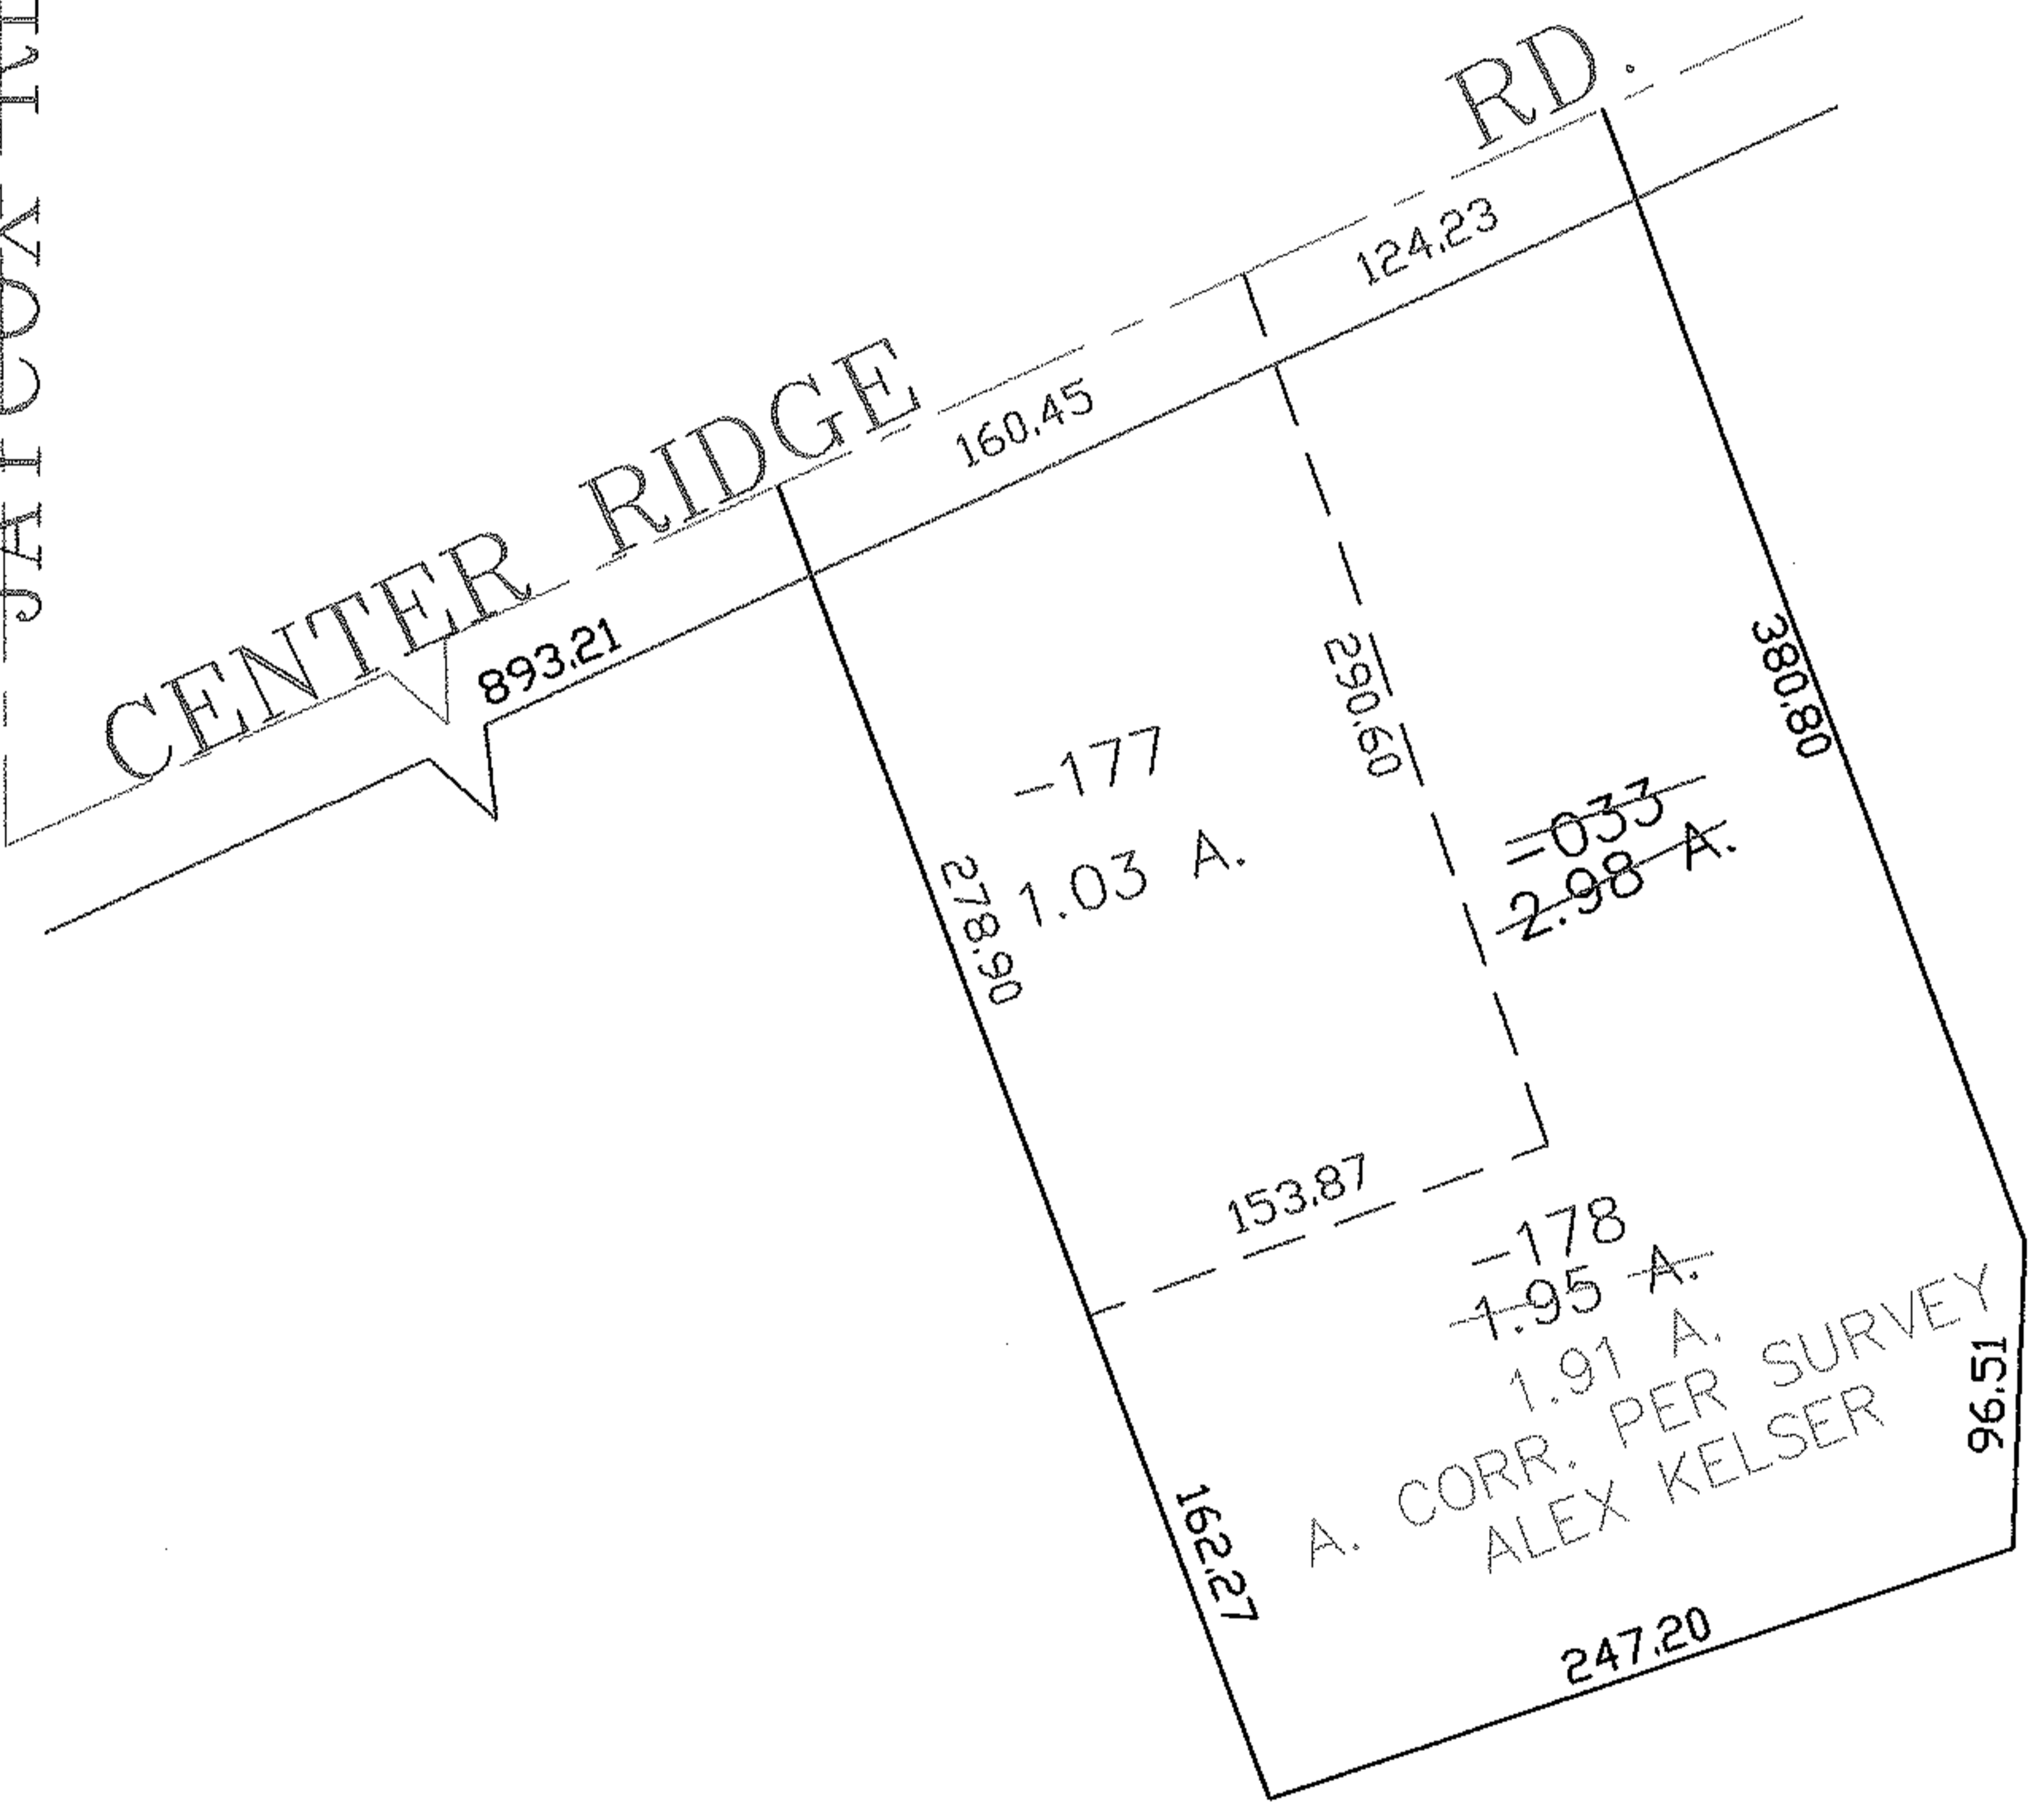 JAYCOX
CENTER RIDGE RD.
124.23
160.45
893.21
290.60
380.80
-177
1.03 A.
278.90
-033
2.98 A.
153.87
-178
1.95 A.
1.91 A.
A. CORR. PER SURVEY
ALEX KELSER
96.51
162.27
247.20